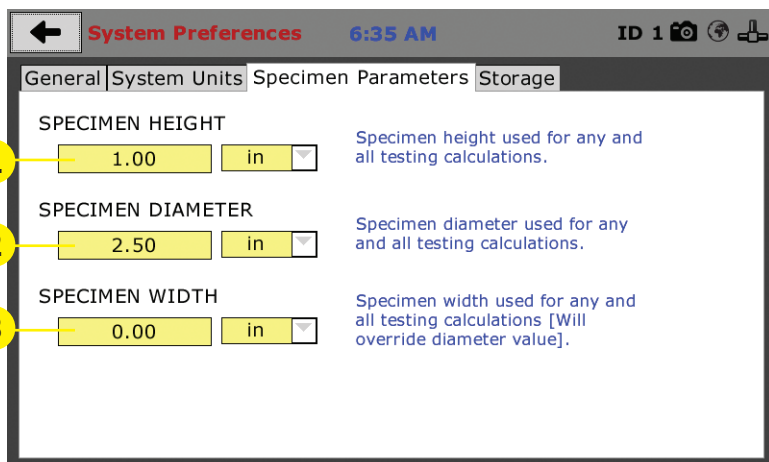 System Preferences 6:35 AM ID 1
General System Units Specimen Parameters Storage
SPECIMEN HEIGHT
1.00 in
Specimen height used for any and
all testing calculations.
SPECIMEN DIAMETER
2.50 in
Specimen diameter used for any
and all testing calculations.
SPECIMEN WIDTH
0.00 in
Specimen width used for any and
all testing calculations [Will
override diameter value].